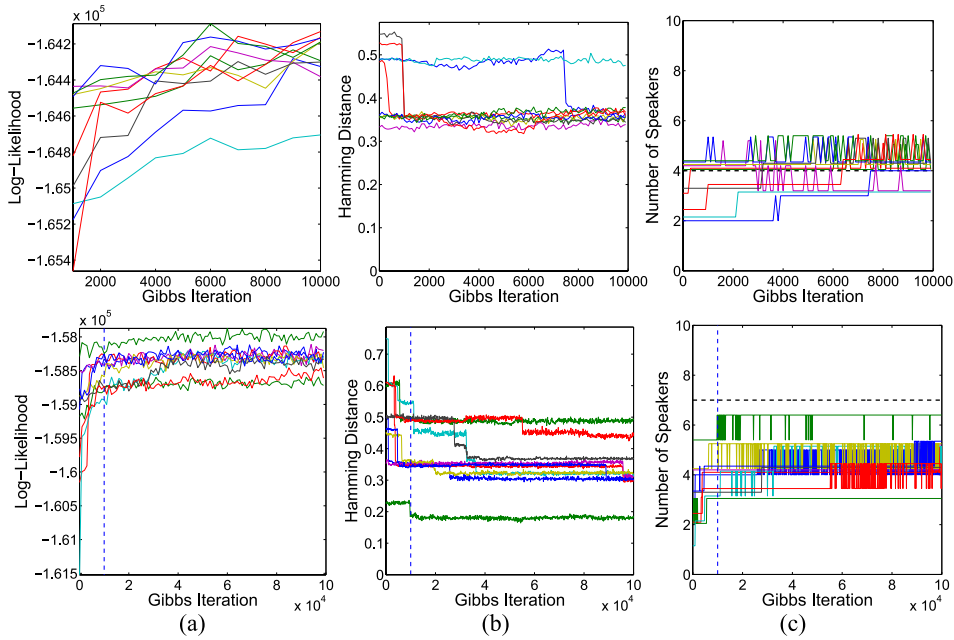 x 10^5
−1.642
−1.644
−1.646
−1.648
−1.65
−1.652
−1.654
2000 4000 6000 8000 10000
Gibbs Iteration
Log−Likelihood
0.5
0.4
0.3
0.2
0.1
0
0 2000 4000 6000 8000 10000
Gibbs Iteration
Hamming Distance
10
8
6
4
2
0
0 2000 4000 6000 8000 10000
Gibbs Iteration
Number of Speakers
x 10^5
−1.58
−1.585
−1.59
−1.595
−1.60
−1.605
−1.61
−1.615
0 2 4 6 8 10
Gibbs Iteration
x 10^4
Log−Likelihood
(a)
0.7
0.6
0.5
0.4
0.3
0.2
0.1
0
0 2 4 6 8 10
Gibbs Iteration
x 10^4
Hamming Distance
(b)
10
8
6
4
2
0
0 2 4 6 8 10
Gibbs Iteration
x 10^4
Number of Speakers
(c)